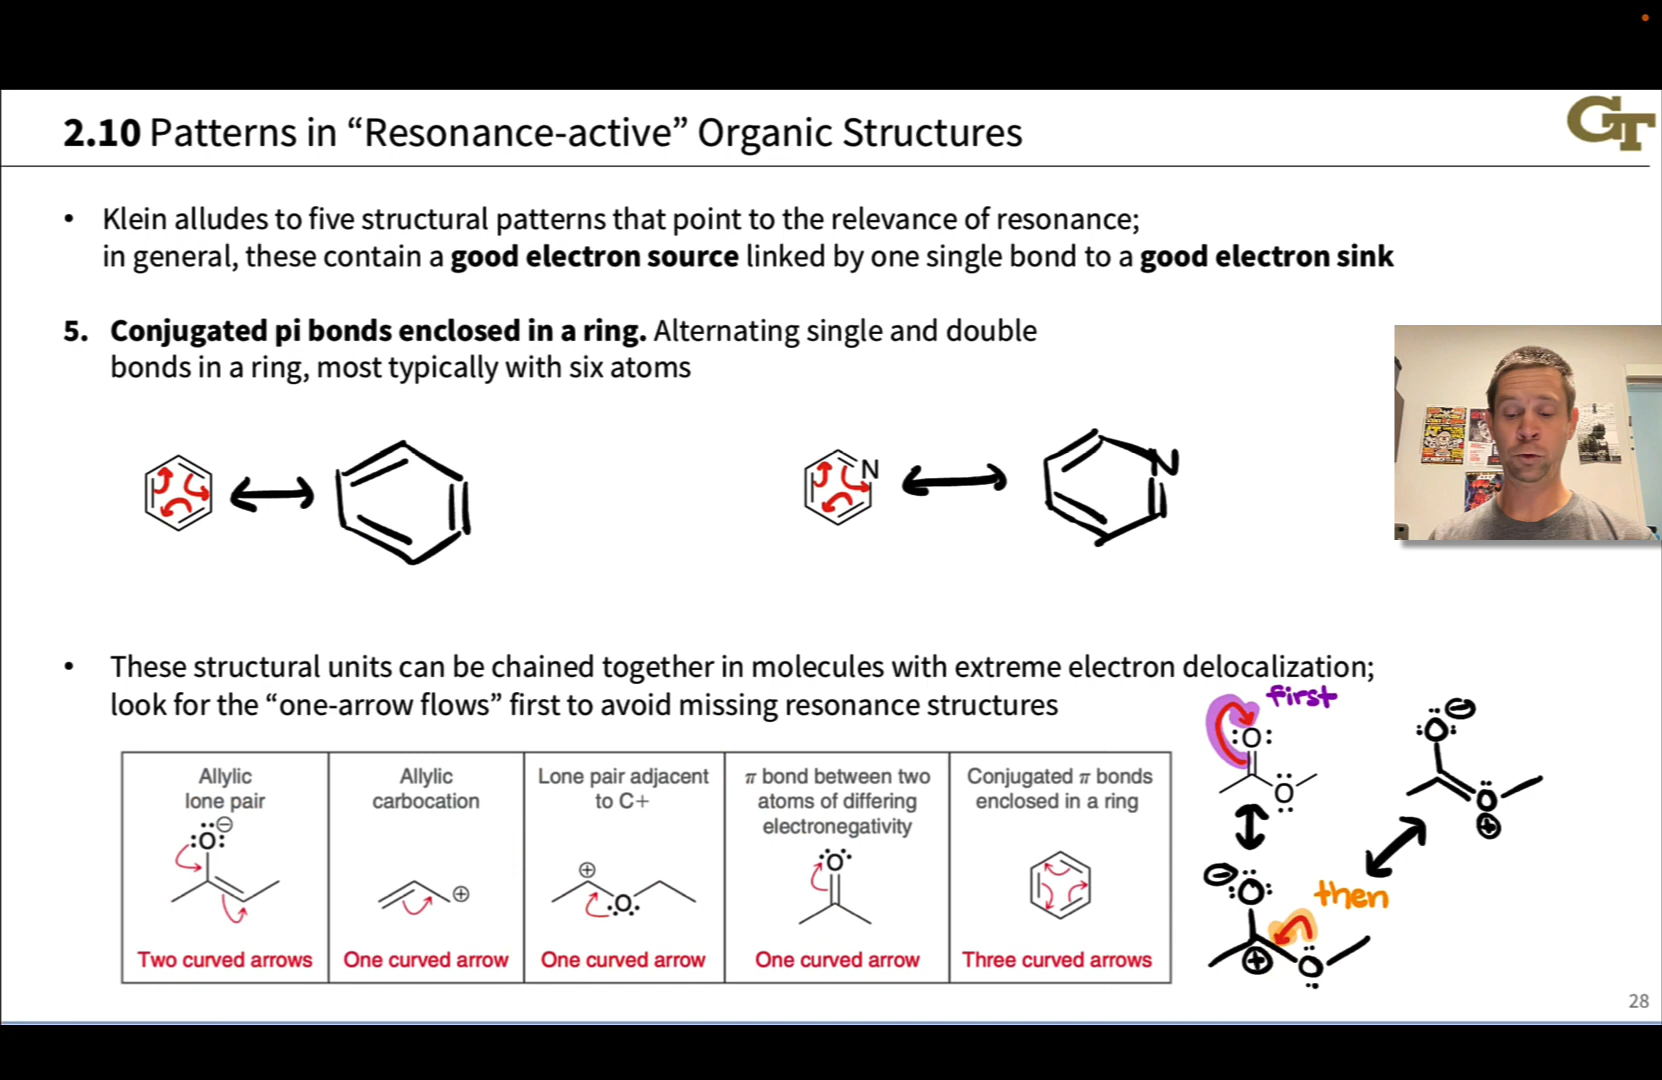 2.10 Patterns in “Resonance-active” Organic Structures
GT
• Klein alludes to five structural patterns that point to the relevance of resonance;
in general, these contain a good electron source linked by one single bond to a good electron sink
5. Conjugated pi bonds enclosed in a ring. Alternating single and double
bonds in a ring, most typically with six atoms
N
N
• These structural units can be chained together in molecules with extreme electron delocalization;
look for the “one-arrow flows” first to avoid missing resonance structures
first
:O:
O
:O:
⊖
O
⊕
⊖
:O:
then
⊕
O
Allylic
lone pair
:O:
⊖
Two curved arrows
Allylic
carbocation
⊕
One curved arrow
Lone pair adjacent
to C+
⊕
:O:
One curved arrow
π bond between two
atoms of differing
electronegativity
O
One curved arrow
Conjugated π bonds
enclosed in a ring
Three curved arrows
28